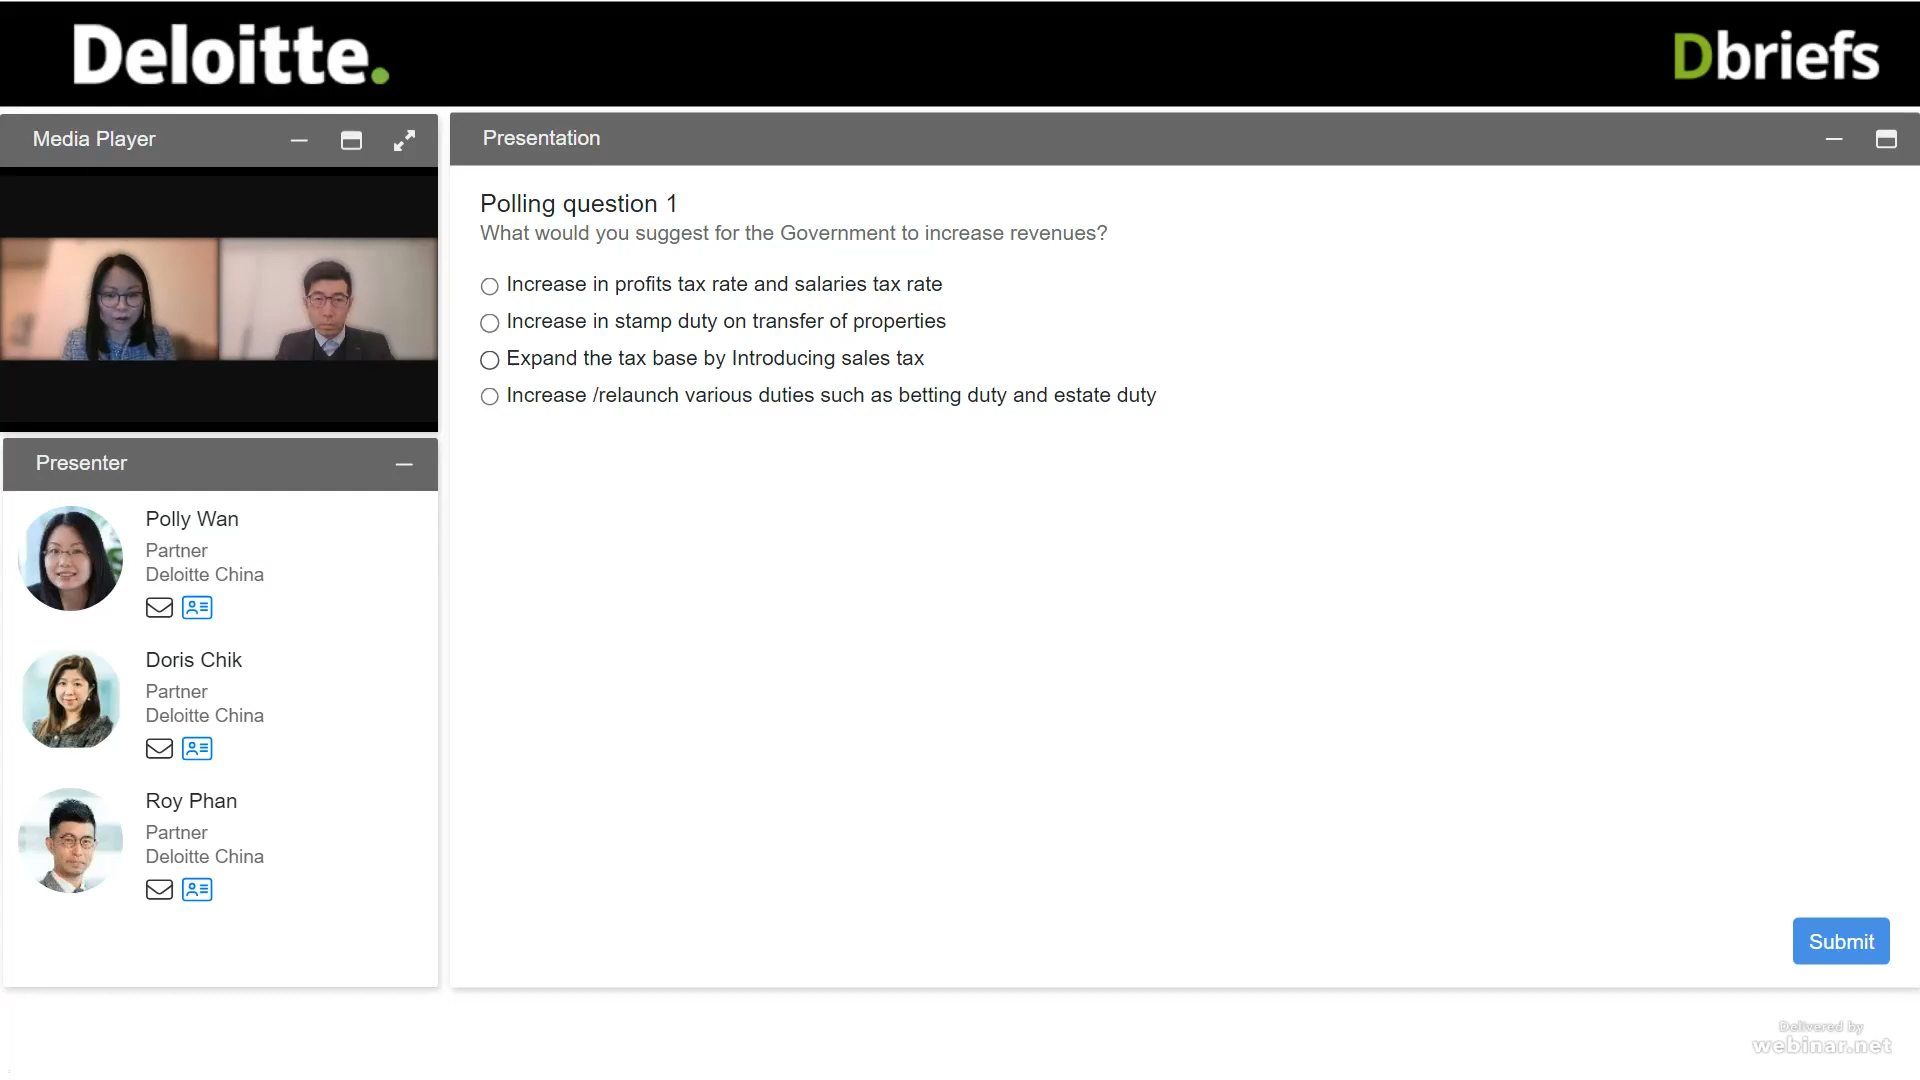 Deloitte.
Dbriefs
Media Player
Presentation
Polling question 1
What would you suggest for the Government to increase revenues?
Increase in profits tax rate and salaries tax rate
Increase in stamp duty on transfer of properties
Expand the tax base by Introducing sales tax
Increase /relaunch various duties such as betting duty and estate duty
Presenter
Polly Wan
Partner
Deloitte China
Doris Chik
Partner
Deloitte China
Roy Phan
Partner
Deloitte China
Submit
Delivered by
webinar.net